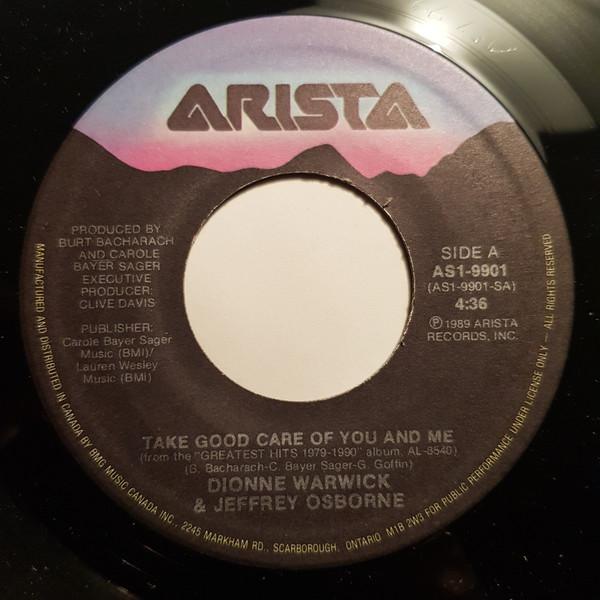 ARISTA
PRODUCED BY
BURT BACHARACH
AND CAROLE
BAYER SAGER
EXECUTIVE
PRODUCER:
CLIVE DAVIS
PUBLISHER:
Carole Bayer Sager
Music (BMI)/
Lauren Wesley
Music (BMI)
SIDE A
AS1-9901
(AS1-9901-SA)
4:36
Ⓟ 1989 ARISTA
RECORDS, INC.
TAKE GOOD CARE OF YOU AND ME
(from the "GREATEST HITS 1979-1990" album, AL-8540)
(B. Bacharach-C. Bayer Sager-G. Goffin)
DIONNE WARWICK
& JEFFREY OSBORNE
MANUFACTURED AND DISTRIBUTED IN CANADA BY BMG MUSIC CANADA INC., 2245 MARKHAM RD., SCARBOROUGH, ONTARIO M1B 2W3 FOR PUBLIC PERFORMANCE UNDER LICENSE ONLY — ALL RIGHTS RESERVED